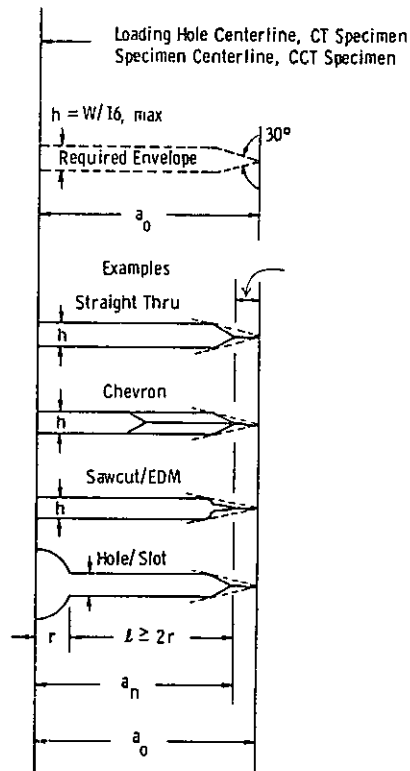 Loading Hole Centerline, CT Specimen
Specimen Centerline, CCT Specimen
h = W/16, max
30°
Required Envelope
a₀
Examples
Straight Thru
h
Chevron
h
Sawcut/EDM
h
Hole/Slot
r
ℓ ≥ 2r
aₙ
a₀